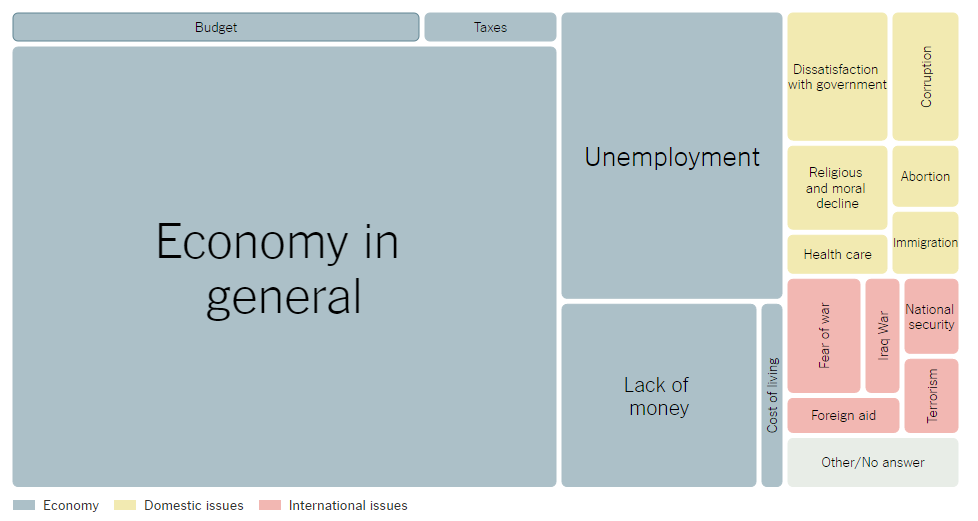 Budget
Taxes
Economy in
general
Unemployment
Lack of
money
Cost of living
Dissatisfaction
with government
Corruption
Religious
and moral
decline
Abortion
Health care
Immigration
Fear of war
Iraq War
National
security
Foreign aid
Terrorism
Other/No answer
Economy
Domestic issues
International issues